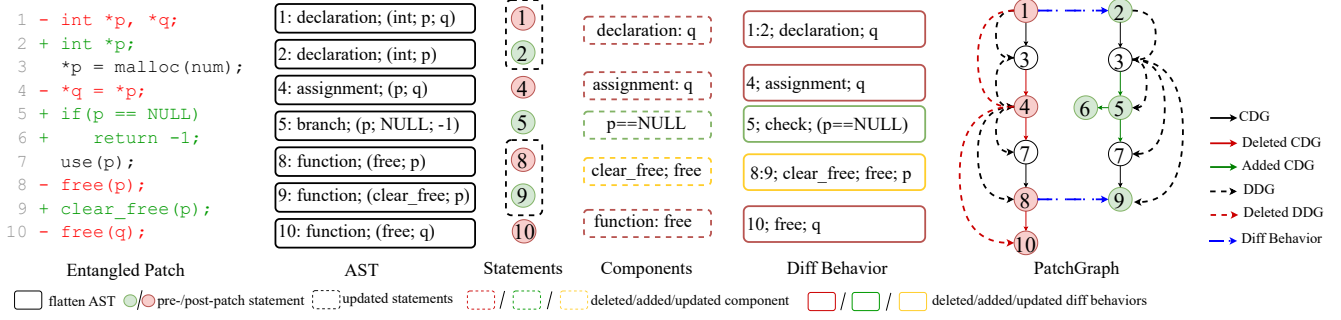 1 - int *p, *q;
2 + int *p;
3 *p = malloc(num);
4 - *q = *p;
5 + if(p == NULL)
6 + return -1;
7 use(p);
8 - free(p);
9 + clear_free(p);
10 - free(q);
Entangled Patch
1: declaration; (int; p; q)
2: declaration; (int; p)
4: assignment; (p; q)
5: branch; (p; NULL; -1)
8: function; (free; p)
9: function; (clear_free; p)
10: function; (free; q)
AST
1
2
4
5
8
9
10
Statements
declaration: q
assignment: q
p==NULL
clear_free; free
function: free
Components
1:2; declaration; q
4; assignment; q
5; check; (p==NULL)
8:9; clear_free; free; p
10; free; q
Diff Behavior
1 2
3 3
4 6 5
7 7
8 9
10
PatchGraph
CDG
Deleted CDG
Added CDG
DDG
Deleted DDG
Diff Behavior
flatten AST / pre-/post-patch statement updated statements / / deleted/added/updated component / / deleted/added/updated diff behaviors